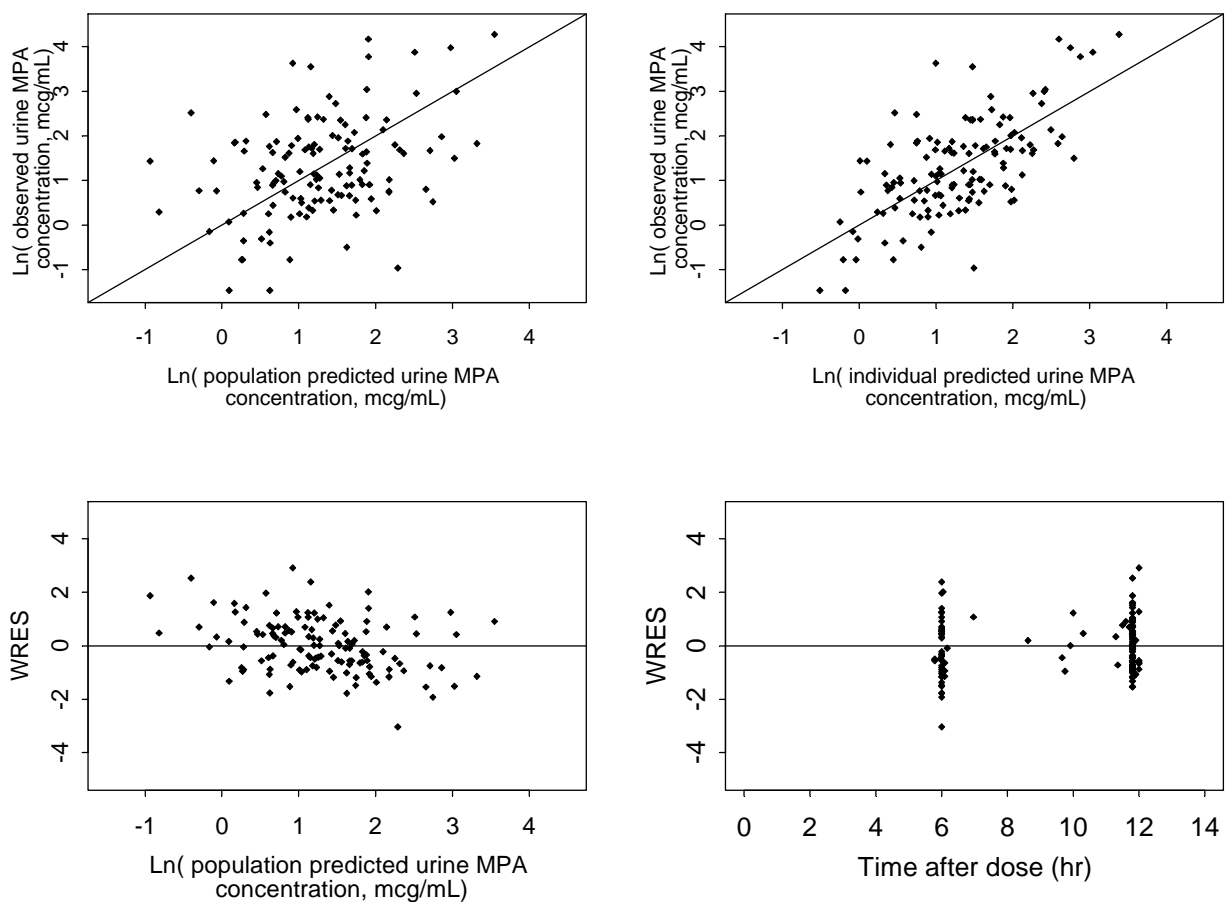 Ln( observed urine MPA
concentration, mcg/mL)
4
3
2
1
0
-1
-1 0 1 2 3 4
Ln( population predicted urine MPA
concentration, mcg/mL)
Ln( observed urine MPA
concentration, mcg/mL)
4
3
2
1
0
-1
-1 0 1 2 3 4
Ln( individual predicted urine MPA
concentration, mcg/mL)
WRES
4
2
0
-2
-4
-1 0 1 2 3 4
Ln( population predicted urine MPA
concentration, mcg/mL)
WRES
4
2
0
-2
-4
0 2 4 6 8 10 12 14
Time after dose (hr)